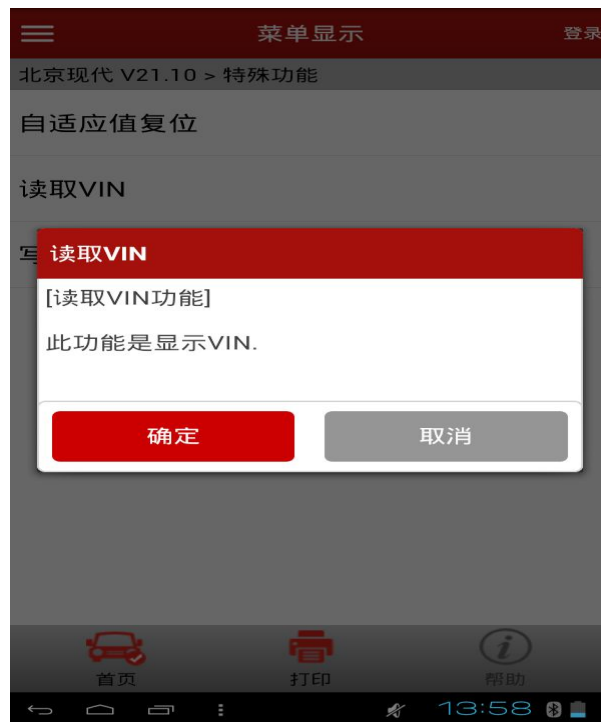 菜单显示
登录
北京现代 V21.10 > 特殊功能
自适应值复位
读取VIN
写
读取VIN
[读取VIN功能]
此功能是显示VIN.
确定
取消
首页
打印
帮助
13:58